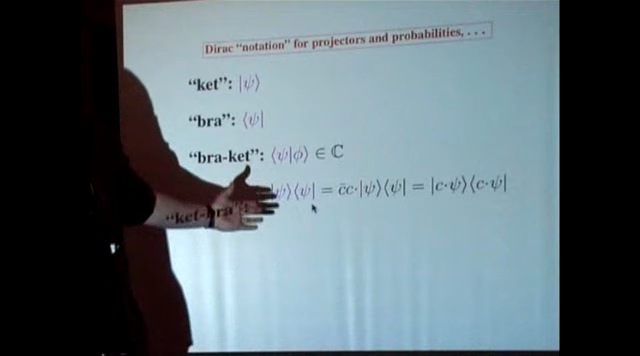 Dirac “notation” for projectors and probabilities, . . .
“ket”: |ψ⟩
“bra”: ⟨ψ|
“bra-ket”: ⟨ψ|ϕ⟩ ∈ ℂ
“ket-bra”: |ψ⟩⟨ψ| = c̄c·|ψ⟩⟨ψ| = |c·ψ⟩⟨c·ψ|